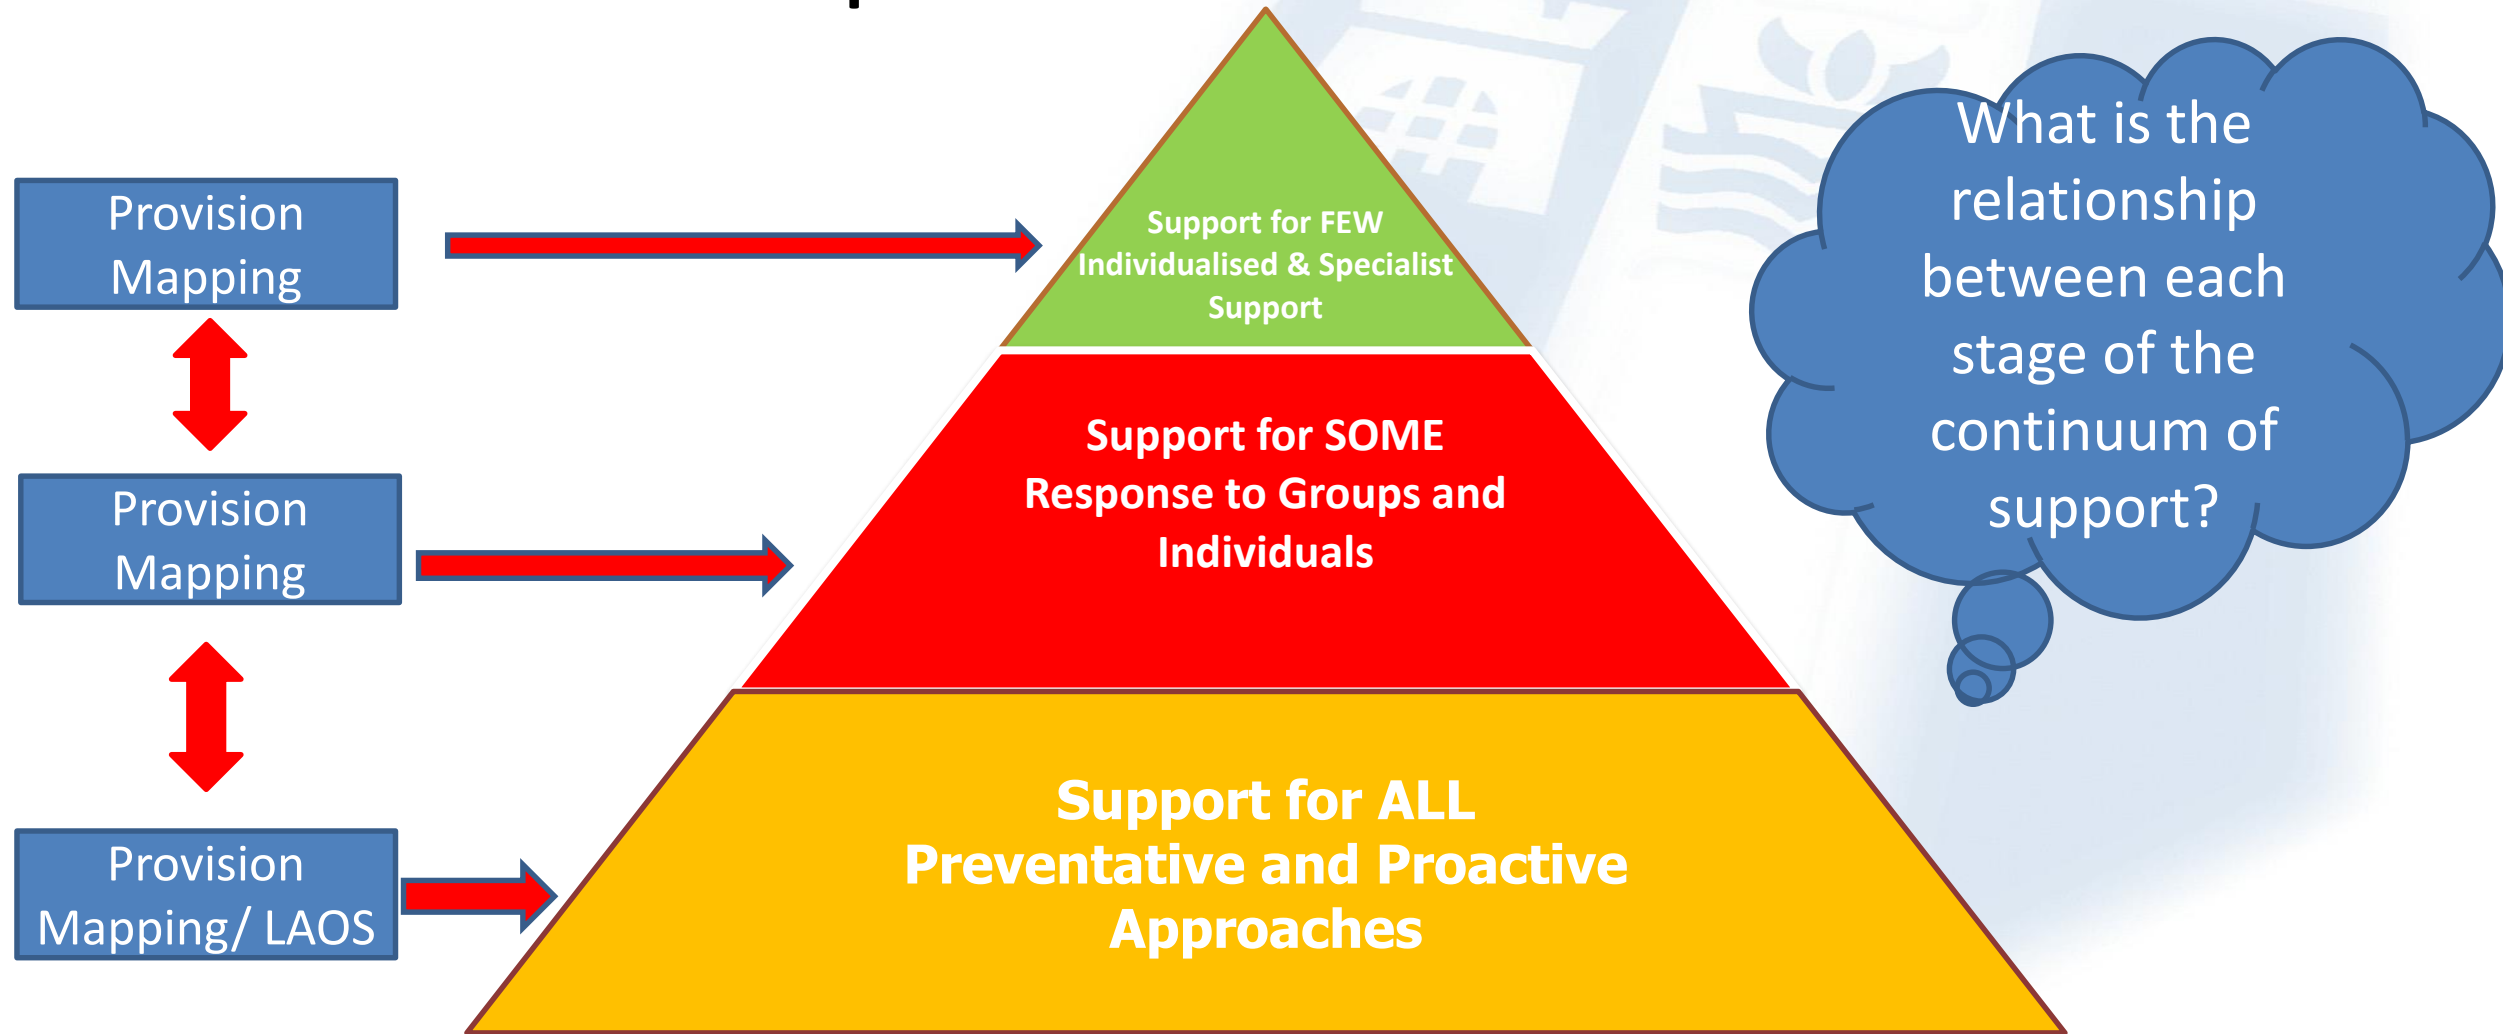 Provision
Mapping
Provision
Mapping
Provision
Mapping/ LAOS
Support for FEW
Individualised & Specialist
Support
Support for SOME
Response to Groups and
Individuals
Support for ALL
Preventative and Proactive
Approaches
What is the
relationship
between each
stage of the
continuum of
support?